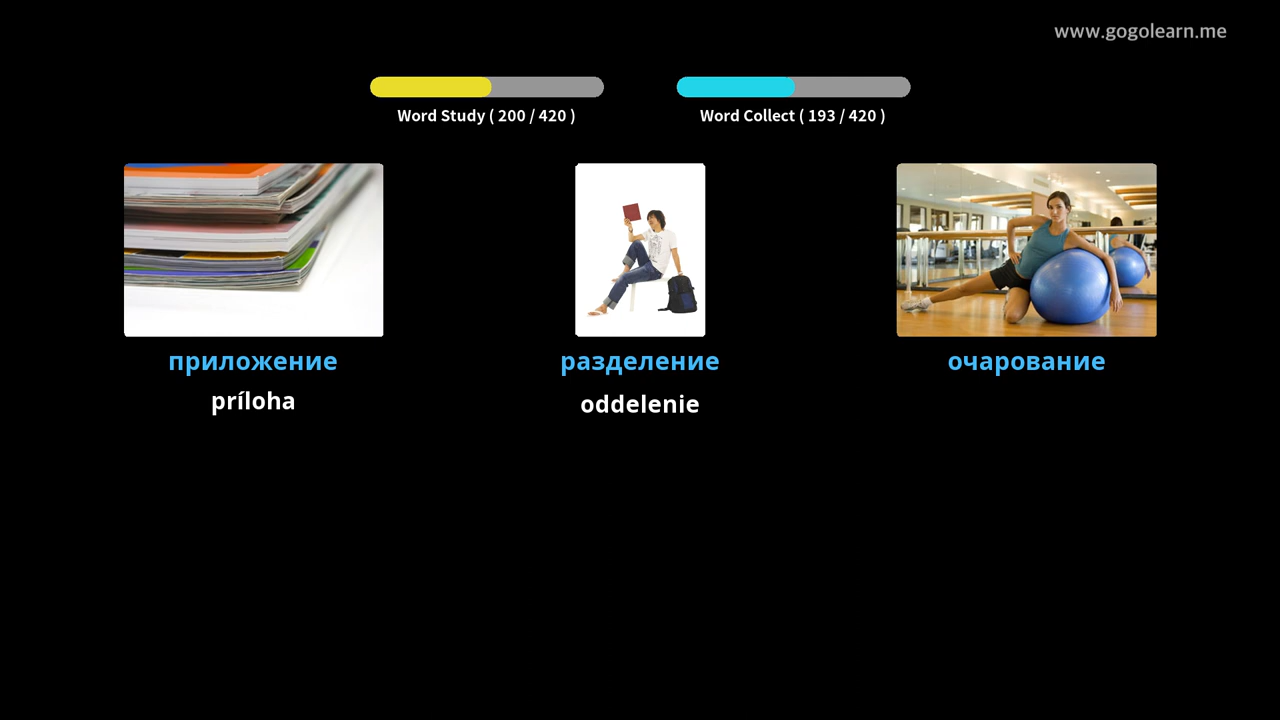 www.gogolearn.me
Word Study ( 200 / 420 )
Word Collect ( 193 / 420 )
приложение
разделение
очарование
príloha
oddelenie